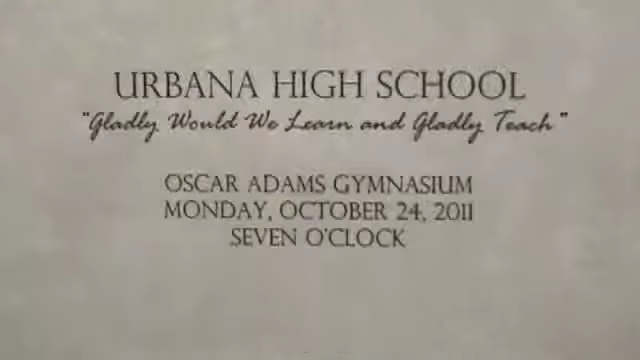 URBANA HIGH SCHOOL
"Gladly Would We Learn and Gladly Teach"
OSCAR ADAMS GYMNASIUM
MONDAY, OCTOBER 24, 2011
SEVEN O'CLOCK